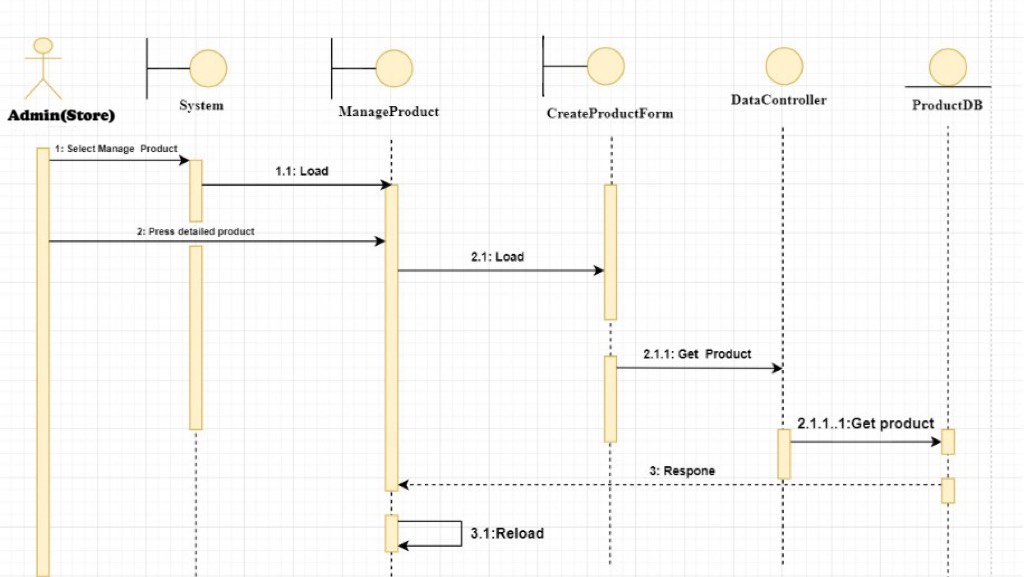 Admin(Store)
System
ManageProduct
CreateProductForm
DataController
ProductDB
1: Select Manage Product
1.1: Load
2: Press detailed product
2.1: Load
2.1.1: Get Product
2.1.1..1:Get product
3: Respone
3.1:Reload